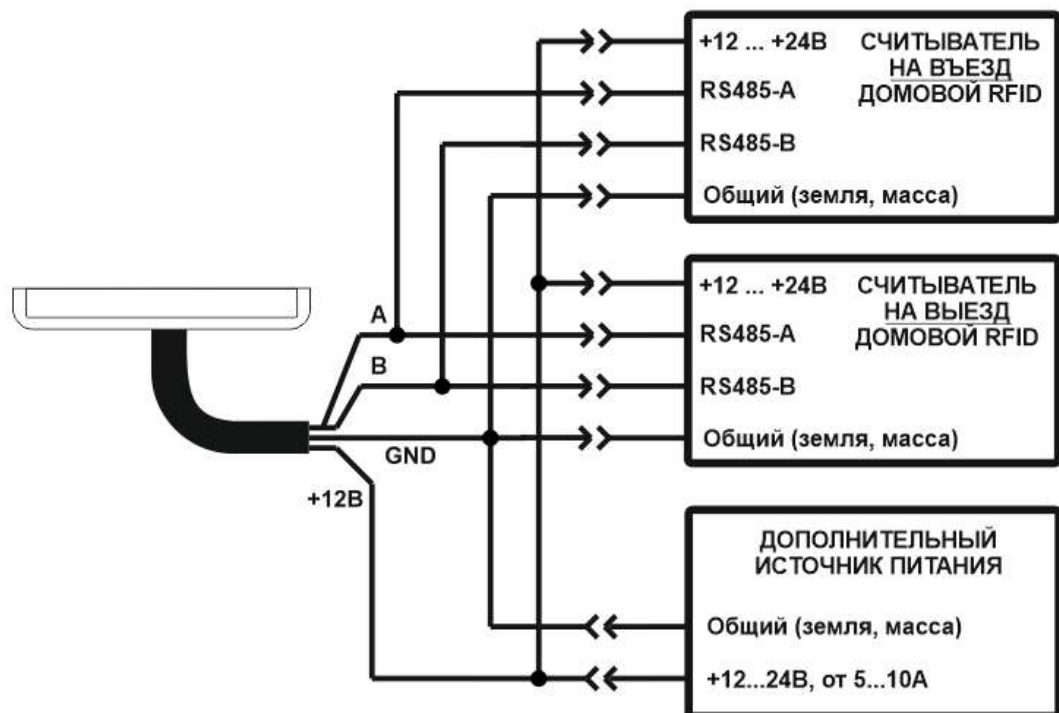 +12 ... +24В СЧИТЫВАТЕЛЬ
НА ВЪЕЗД
RS485-A ДОМОВОЙ RFID
RS485-B
Общий (земля, масса)
+12 ... +24В СЧИТЫВАТЕЛЬ
НА ВЫЕЗД
RS485-A ДОМОВОЙ RFID
RS485-B
Общий (земля, масса)
A
B
GND
+12В
ДОПОЛНИТЕЛЬНЫЙ
ИСТОЧНИК ПИТАНИЯ
Общий (земля, масса)
+12...24В, от 5...10А